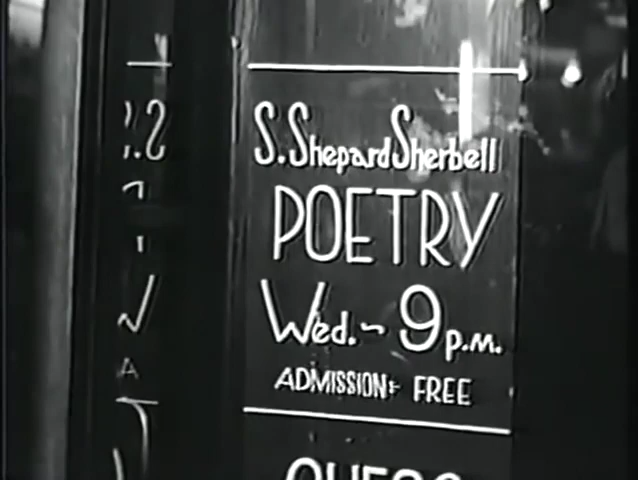 S. Shepard Sherbell
POETRY
Wed.~ 9 p.m.
ADMISSION:- FREE